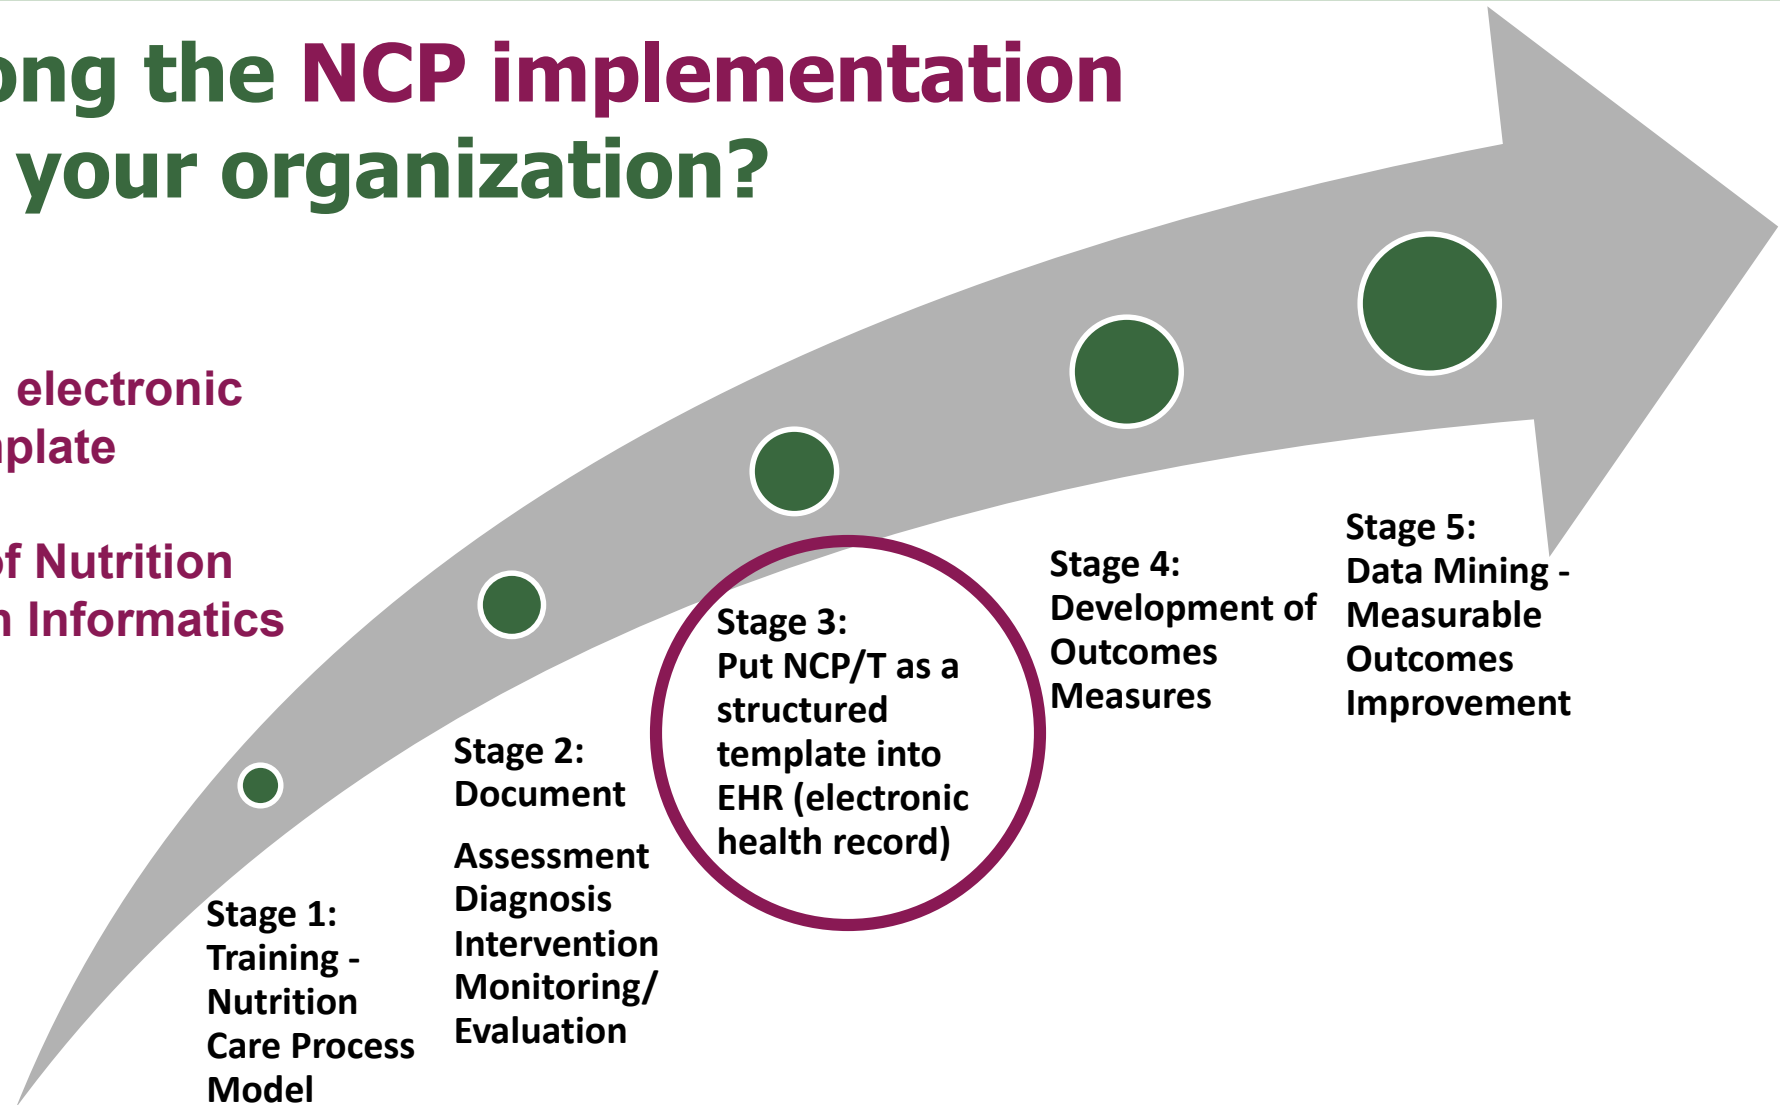 ong the NCP implementation
your organization?
electronic
nplate
of Nutrition
n Informatics
Stage 1:
Training -
Nutrition
Care Process
Model
Stage 2:
Document
Assessment
Diagnosis
Intervention
Monitoring/
Evaluation
Stage 3:
Put NCP/T as a
structured
template into
EHR (electronic
health record)
Stage 4:
Development of
Outcomes
Measures
Stage 5:
Data Mining -
Measurable
Outcomes
Improvement